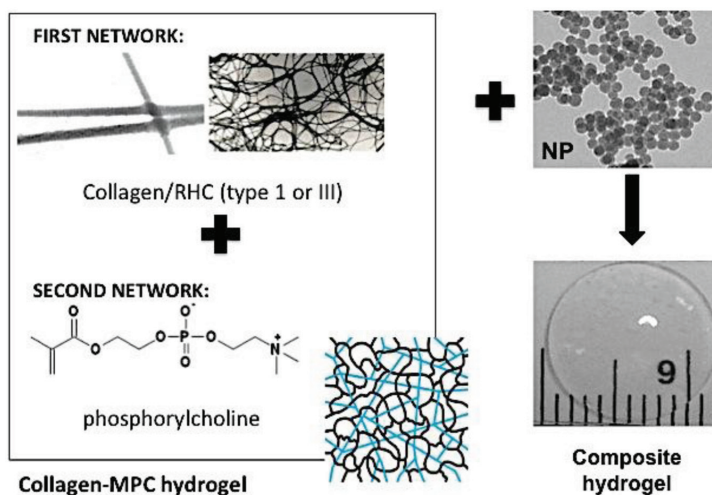 FIRST NETWORK:
Collagen/RHC (type 1 or III)
SECOND NETWORK:
O
O
O
O⁻
P
O
O
N⁺
phosphorylcholine
Collagen-MPC hydrogel
NP
9
Composite
hydrogel